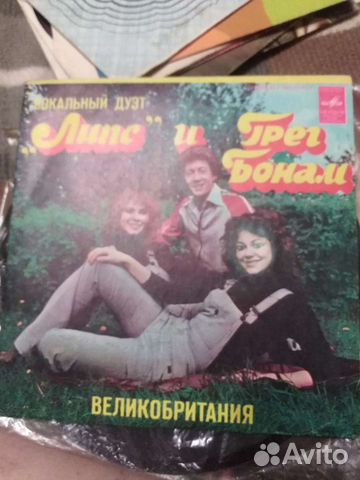 ВОКАЛЬНЫЙ ДУЭТ
„Липс“ и Грег
Бонам
ВЕЛИКОБРИТАНИЯ
Avito